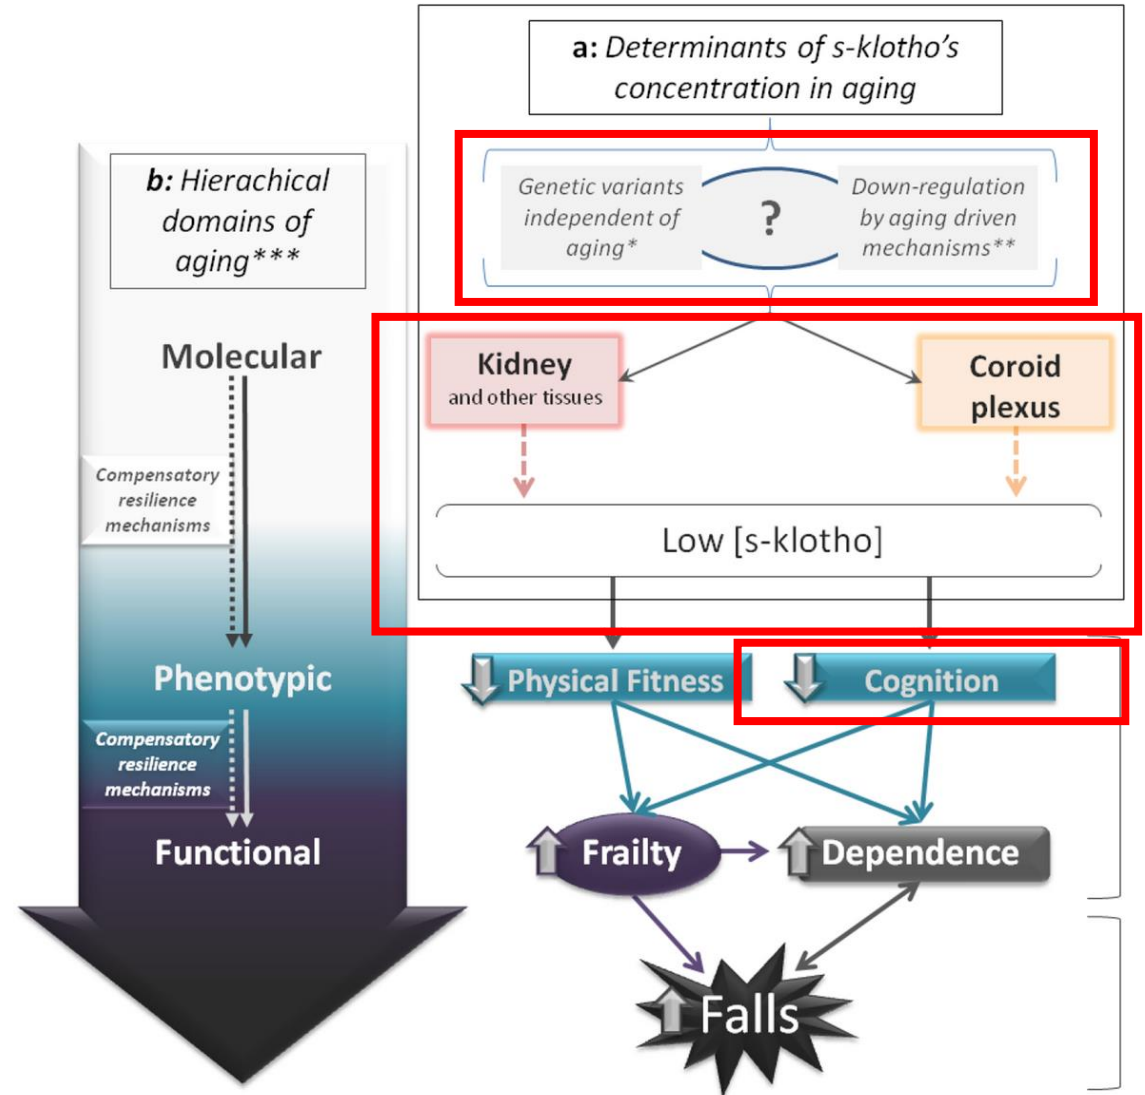 a: Determinants of s-klotho's
concentration in aging
b: Hierachical
domains of
aging***
Genetic variants
independent of
aging*
?
Down-regulation
by aging driven
mechanisms**
Molecular
Kidney
and other tissues
Coroid
plexus
Compensatory
resilience
mechanisms
Low [s-klotho]
Phenotypic
Physical Fitness
Cognition
Compensatory
resilience
mechanisms
Functional
Frailty
Dependence
Falls